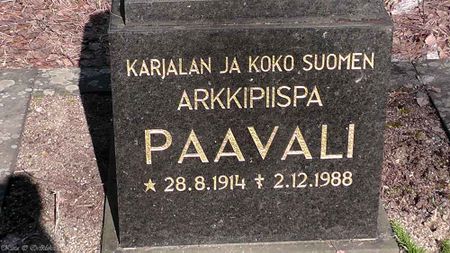 KARJALAN JA KOKO SUOMEN
ARKKIPIISPA
PAAVALI
★ 28.8.1914 ✝ 2.12.1988